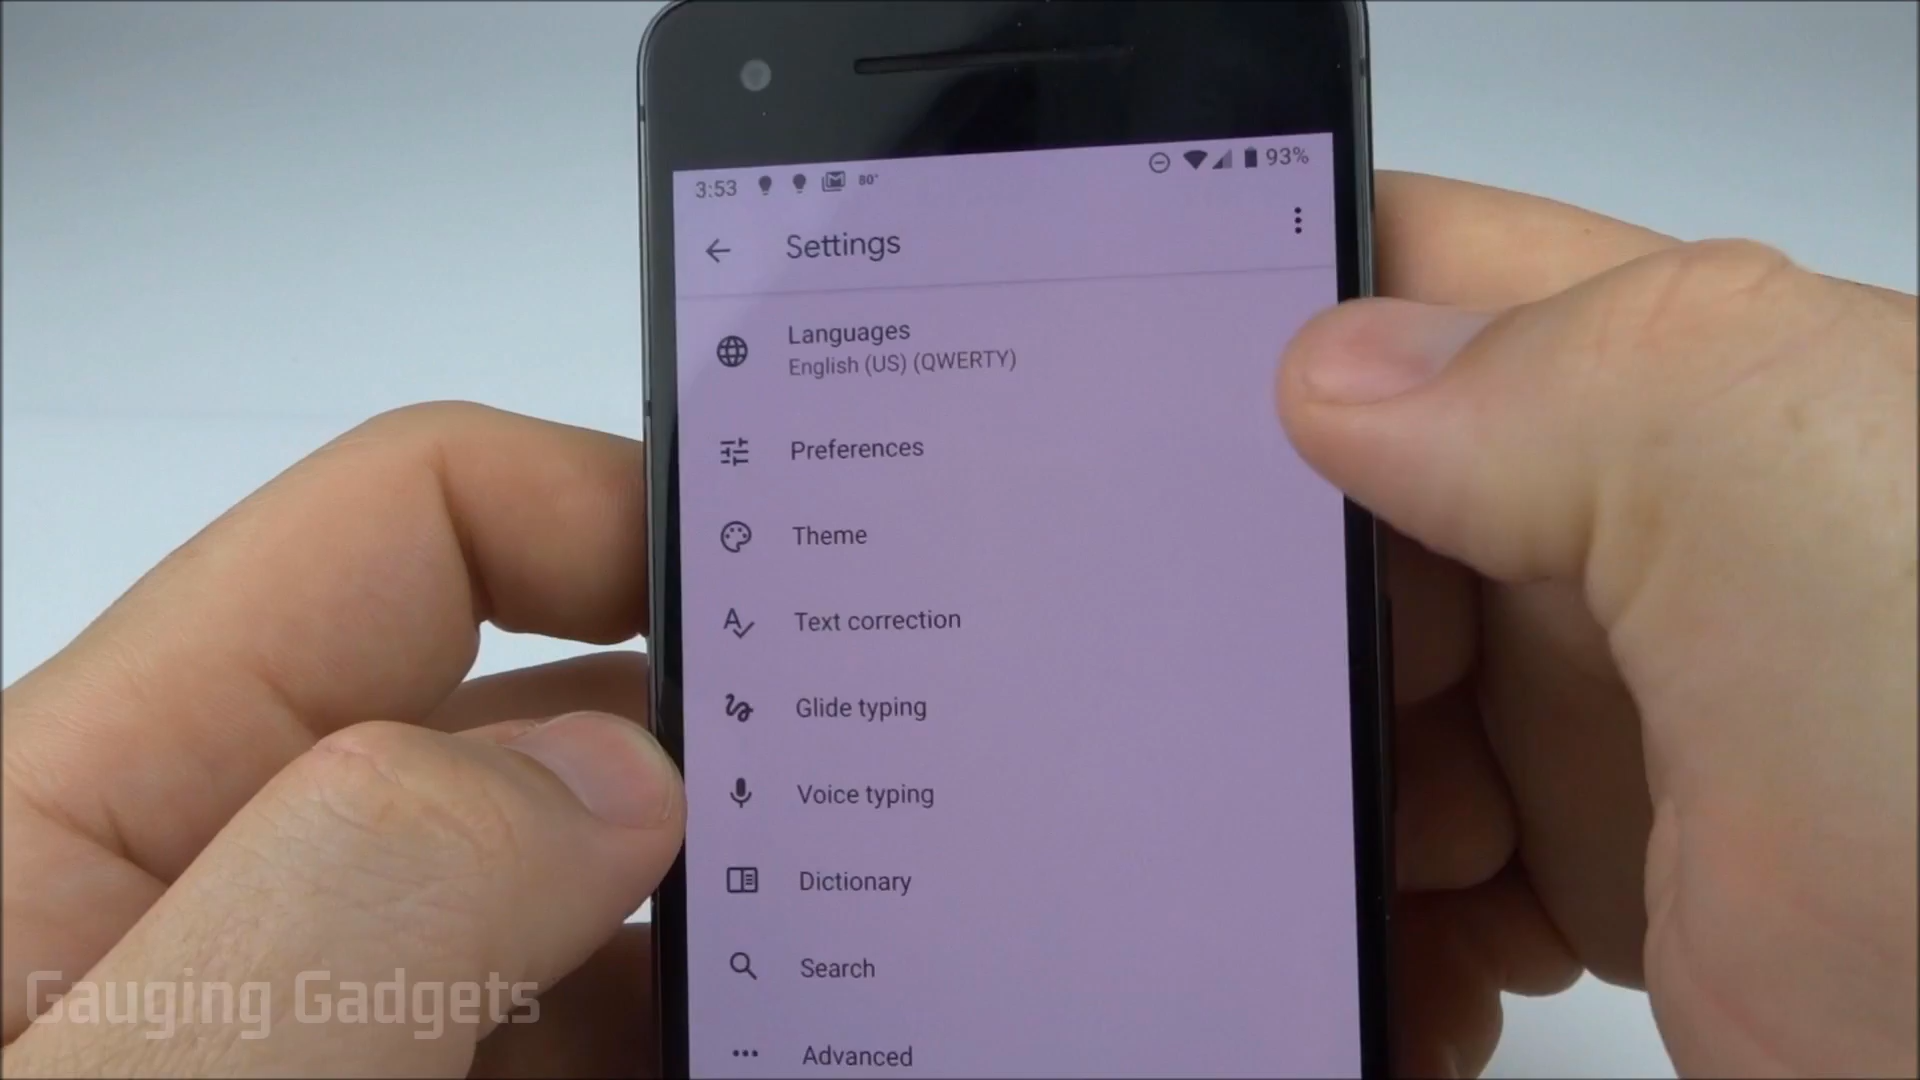 3:53 80° 93%
Settings
Languages
English (US) (QWERTY)
Preferences
Theme
Text correction
Glide typing
Voice typing
Dictionary
Search
Advanced
Gauging Gadgets